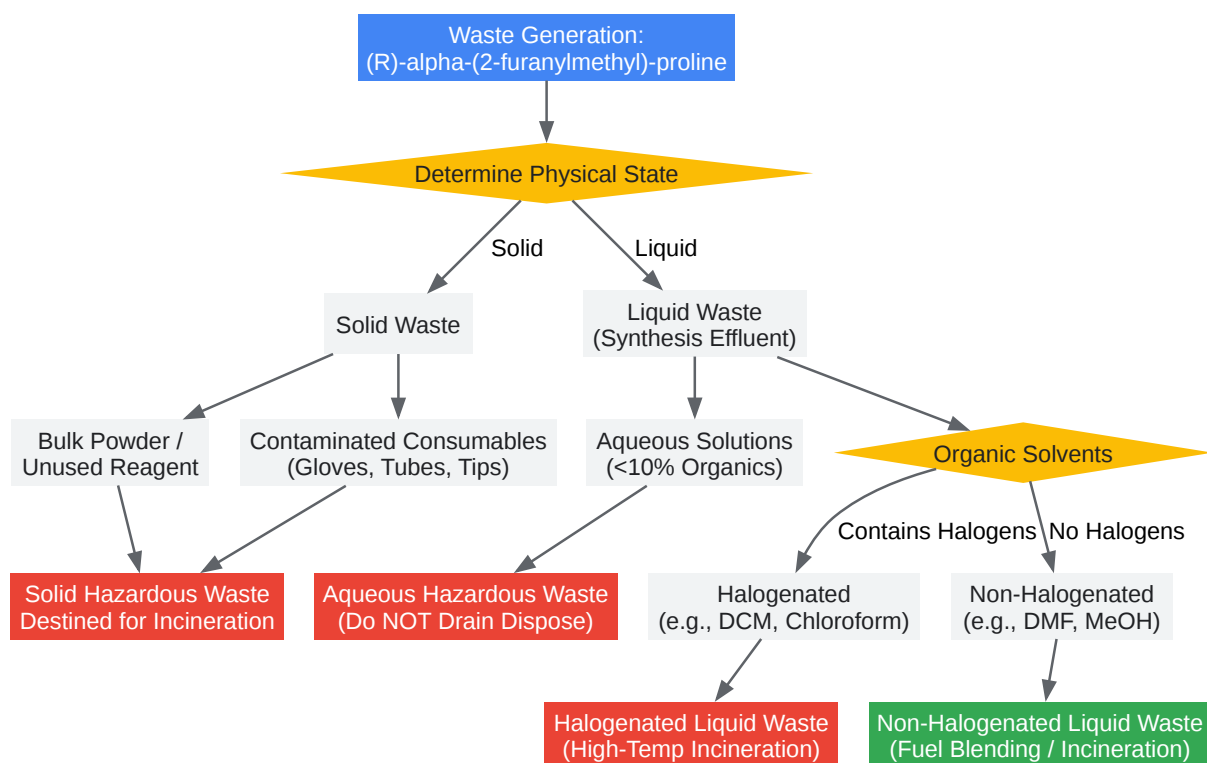 Waste Generation:
(R)-alpha-(2-furanylmethyl)-proline
Determine Physical State
Solid
Liquid
Solid Waste
Liquid Waste
(Synthesis Effluent)
Bulk Powder /
Unused Reagent
Contaminated Consumables
(Gloves, Tubes, Tips)
Aqueous Solutions
(<10% Organics)
Organic Solvents
Contains Halogens
No Halogens
Solid Hazardous Waste
Destined for Incineration
Aqueous Hazardous Waste
(Do NOT Drain Dispose)
Halogenated
(e.g., DCM, Chloroform)
Non-Halogenated
(e.g., DMF, MeOH)
Halogenated Liquid Waste
(High-Temp Incineration)
Non-Halogenated Liquid Waste
(Fuel Blending / Incineration)